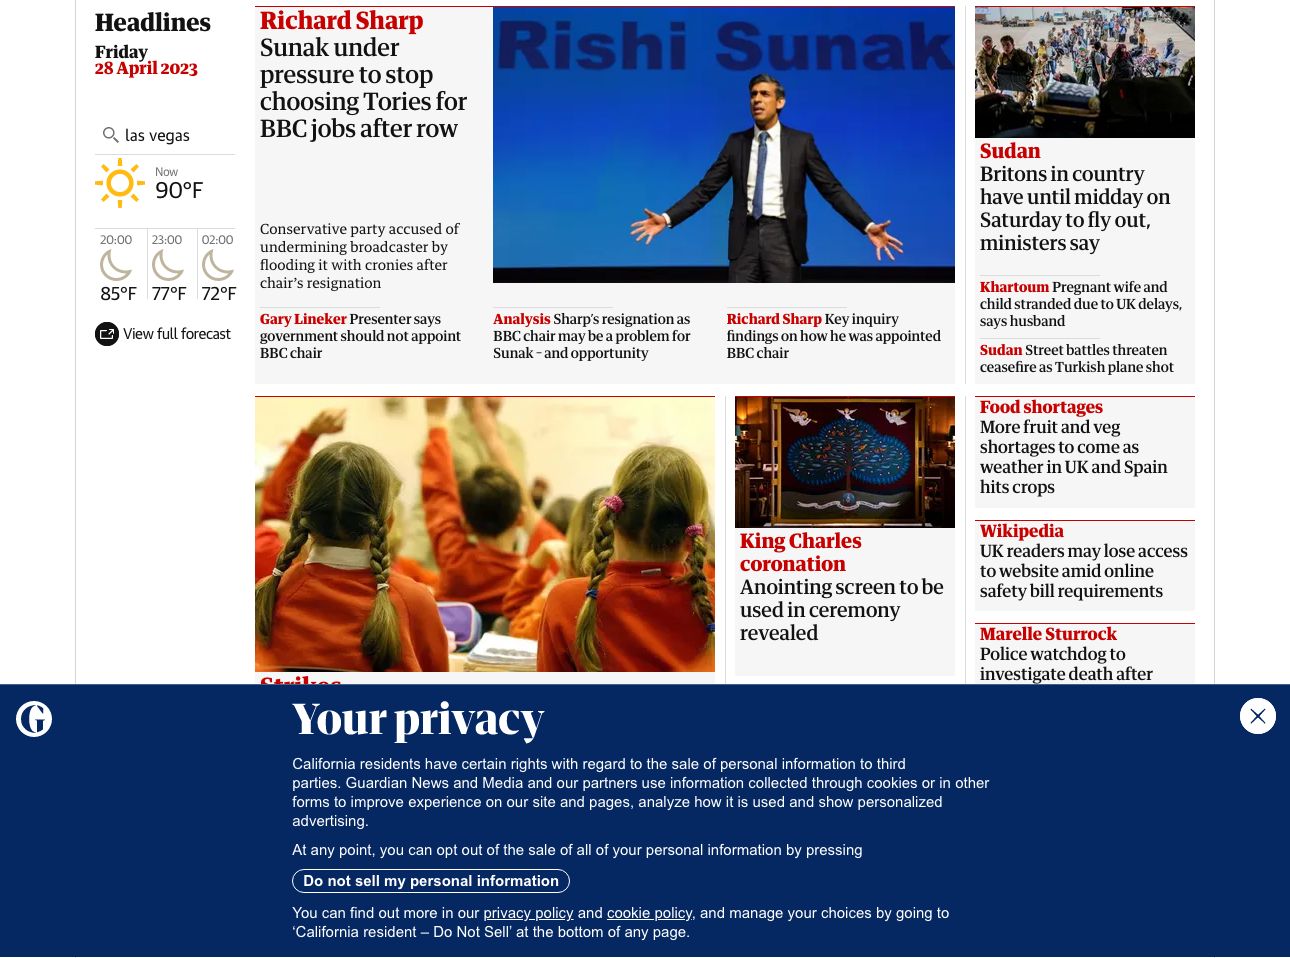 Headlines
Friday
28 April 2023
las vegas
Now
90°F
20:00
23:00
02:00
85°F
77°F
72°F
View full forecast
Richard Sharp
Sunak under
pressure to stop
choosing Tories for
BBC jobs after row
Conservative party accused of
undermining broadcaster by
flooding it with cronies after
chair's resignation
Rishi Sunak
Gary Lineker Presenter says
government should not appoint
BBC chair
Analysis Sharp's resignation as
BBC chair may be a problem for
Sunak – and opportunity
Richard Sharp Key inquiry
findings on how he was appointed
BBC chair
Sudan
Britons in country
have until midday on
Saturday to fly out,
ministers say
Khartoum Pregnant wife and
child stranded due to UK delays,
says husband
Sudan Street battles threaten
ceasefire as Turkish plane shot
Strikes
King Charles
coronation
Anointing screen to be
used in ceremony
revealed
Food shortages
More fruit and veg
shortages to come as
weather in UK and Spain
hits crops
Wikipedia
UK readers may lose access
to website amid online
safety bill requirements
Marelle Sturrock
Police watchdog to
investigate death after
Your privacy
California residents have certain rights with regard to the sale of personal information to third
parties. Guardian News and Media and our partners use information collected through cookies or in other
forms to improve experience on our site and pages, analyze how it is used and show personalized
advertising.
At any point, you can opt out of the sale of all of your personal information by pressing
Do not sell my personal information
You can find out more in our privacy policy and cookie policy, and manage your choices by going to
‘California resident – Do Not Sell’ at the bottom of any page.